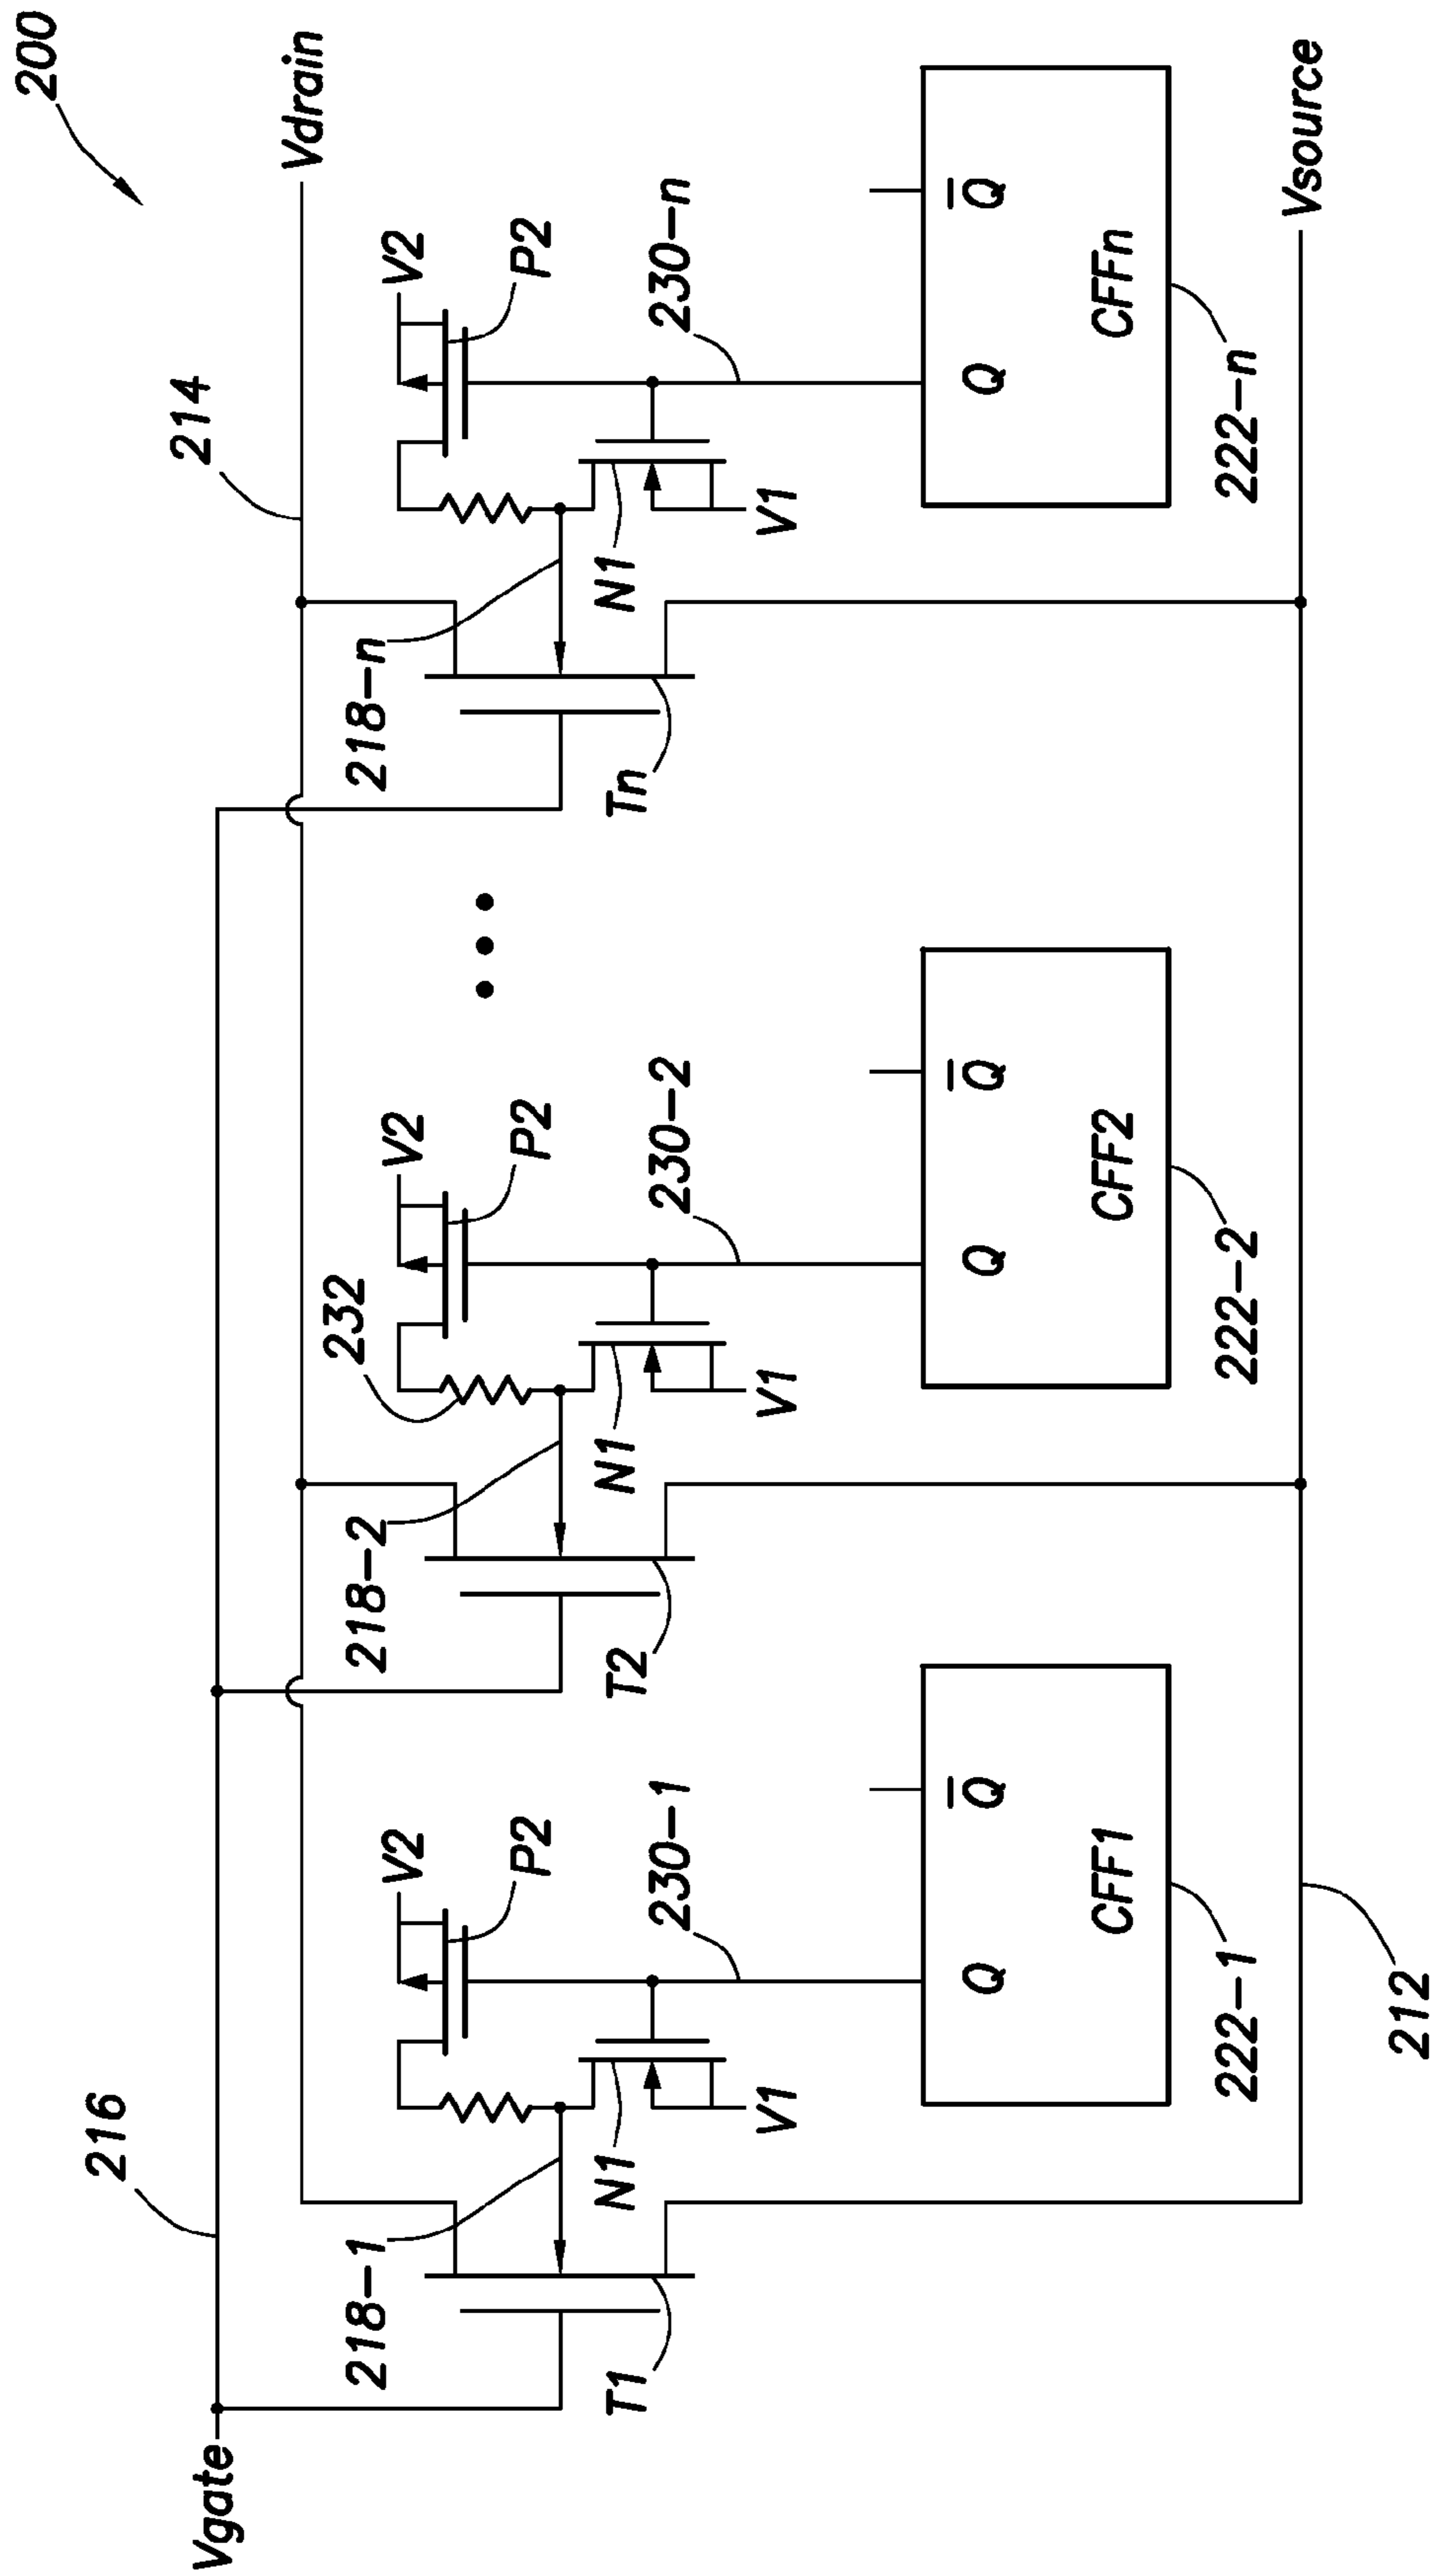 200
216
214
Vgate
Vdrain
V2
P2
218-1
230-1
N1
V1
T1
V2
P2
232
218-2
230-2
N1
V1
T2
V2
P2
218-n
230-n
N1
V1
Tn
Q
Q̅
CFF1
222-1
Q
Q̅
CFF2
222-2
Q
Q̅
CFFn
222-n
Vsource
212